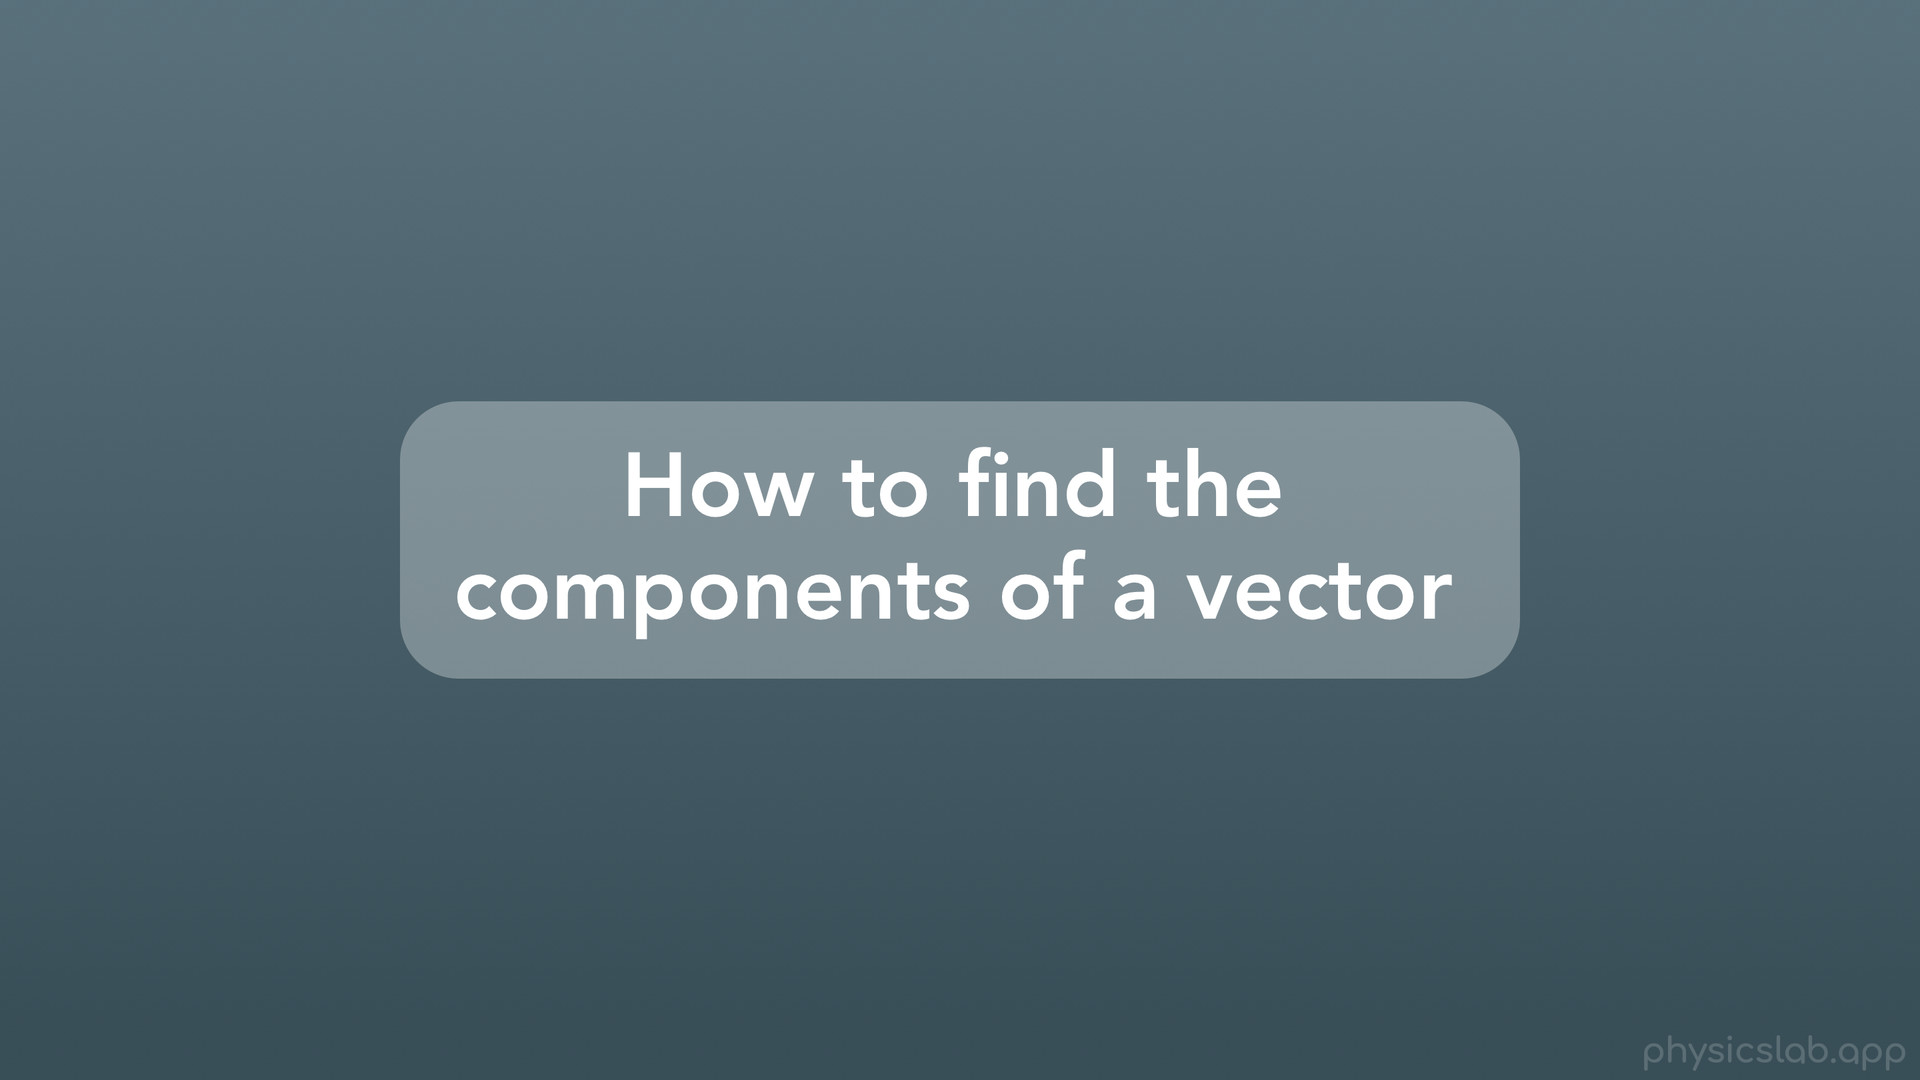 How to find the
components of a vector
physicslab.app